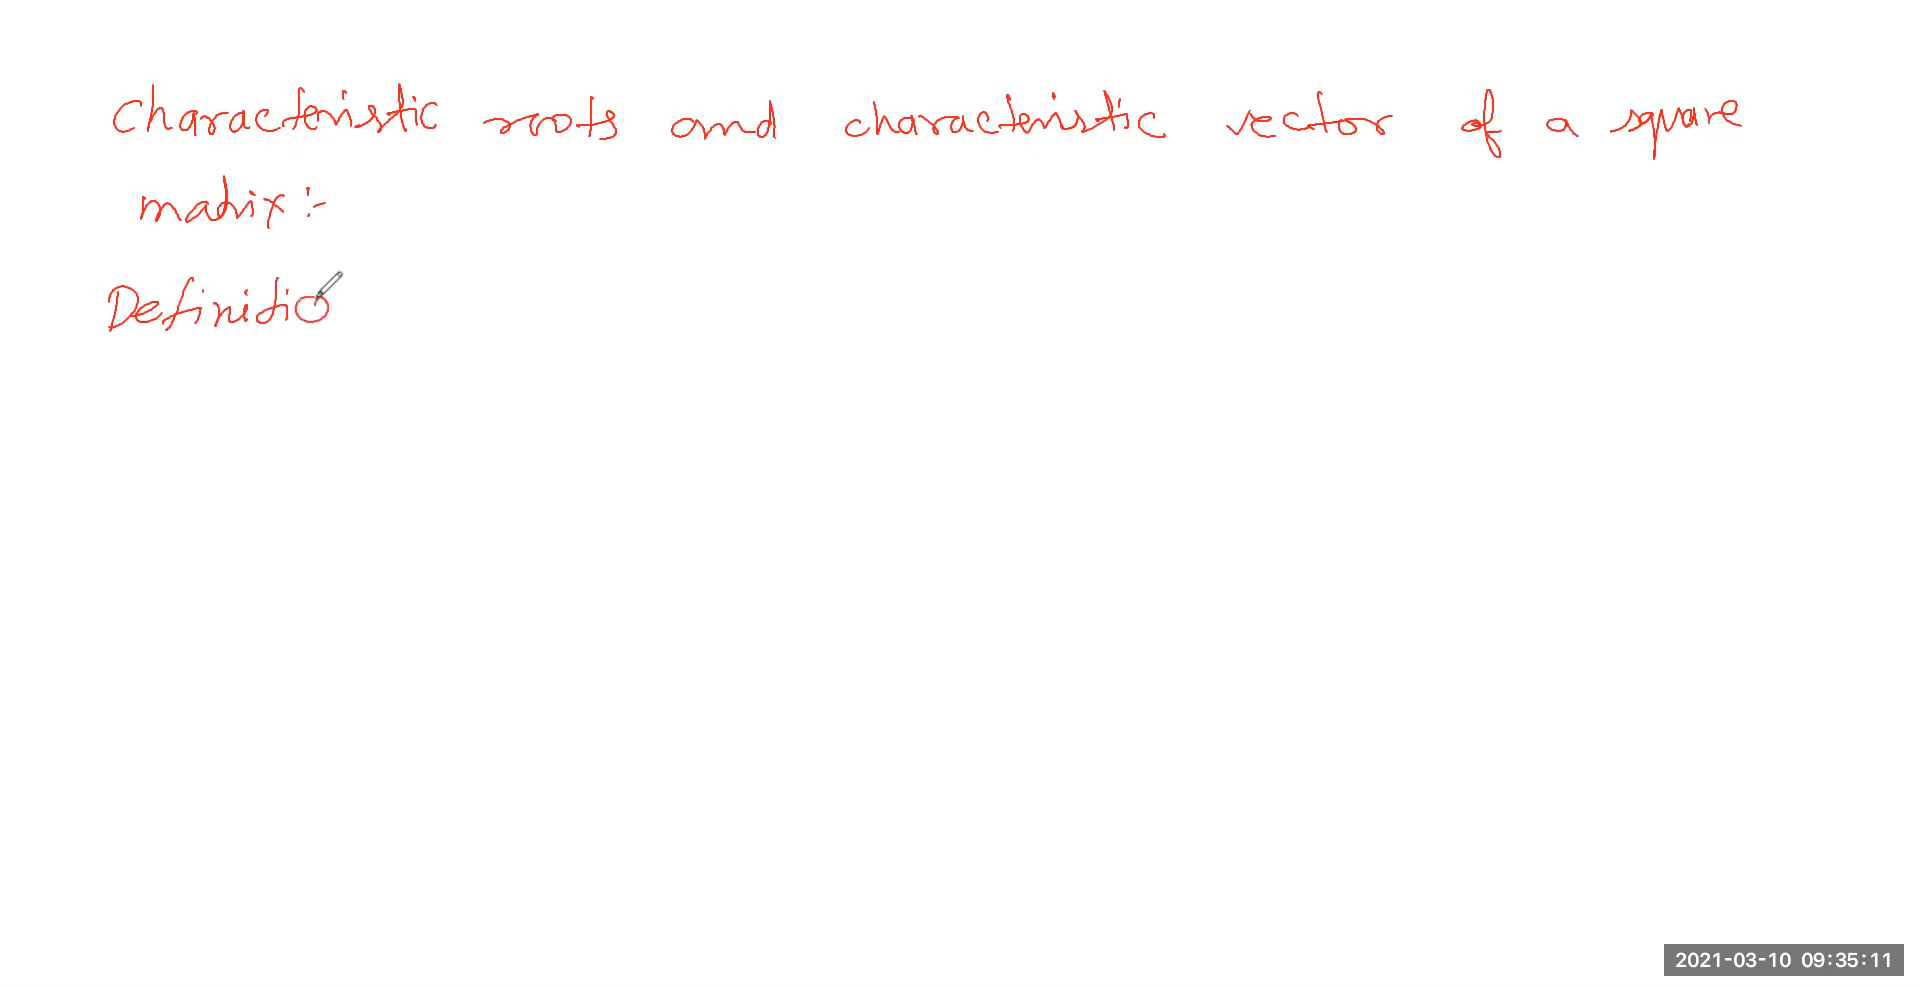 Characteristic roots and characteristic vector of a square
matrix :-
Definitio
2021-03-10 09:35:11